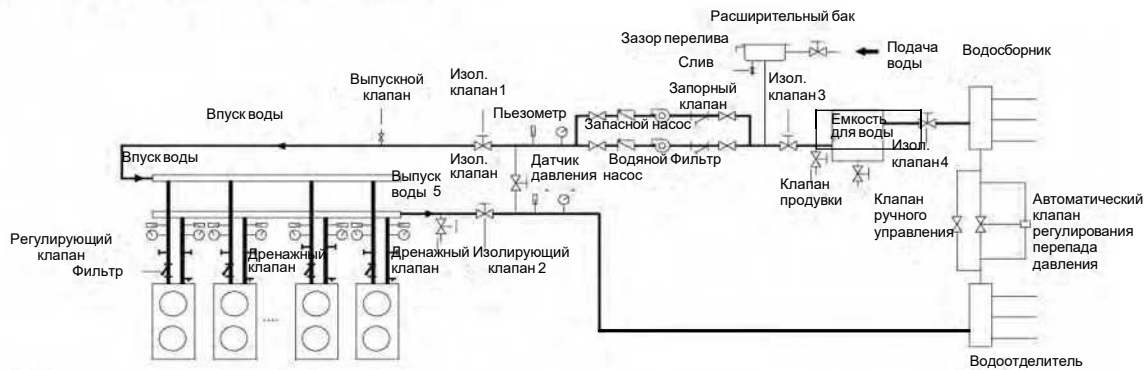 Расширительный бак
Зазор перелива
Подача
воды
Водосборник
Слив
Выпускной
клапан
Изол.
клапан 1
Запорный
клапан
Изол.
клапан 3
Впуск воды
Пьезометр
Запасной насос
Емкость
для воды
Впуск воды
Изол.
клапан
Датчик
давления
Водяной
насос
Фильтр
Изол.
клапан 4
Выпуск
воды 5
Клапан
продувки
Клапан
ручного
управления
Автоматический
клапан
регулирования
перепада
давления
Регулирующий
клапан
Фильтр
Дренажный
клапан
Дренажный
клапан
Изолирующий
клапан 2
Водоотделитель